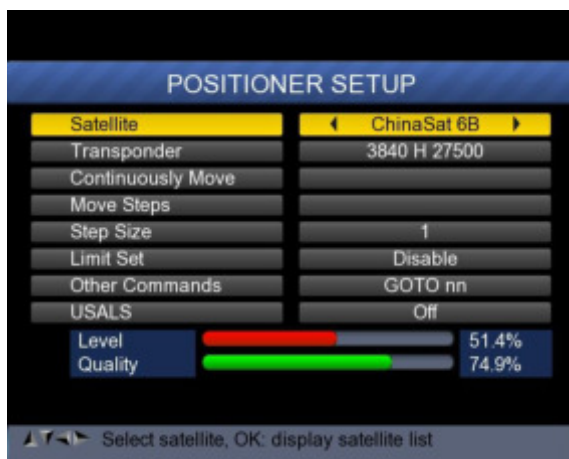 POSITIONER SETUP
Satellite ChinaSat 6B
Transponder 3840 H 27500
Continuously Move
Move Steps
Step Size 1
Limit Set Disable
Other Commands GOTO nn
USALS Off
Level 51.4%
Quality 74.9%
Select satellite, OK: display satellite list